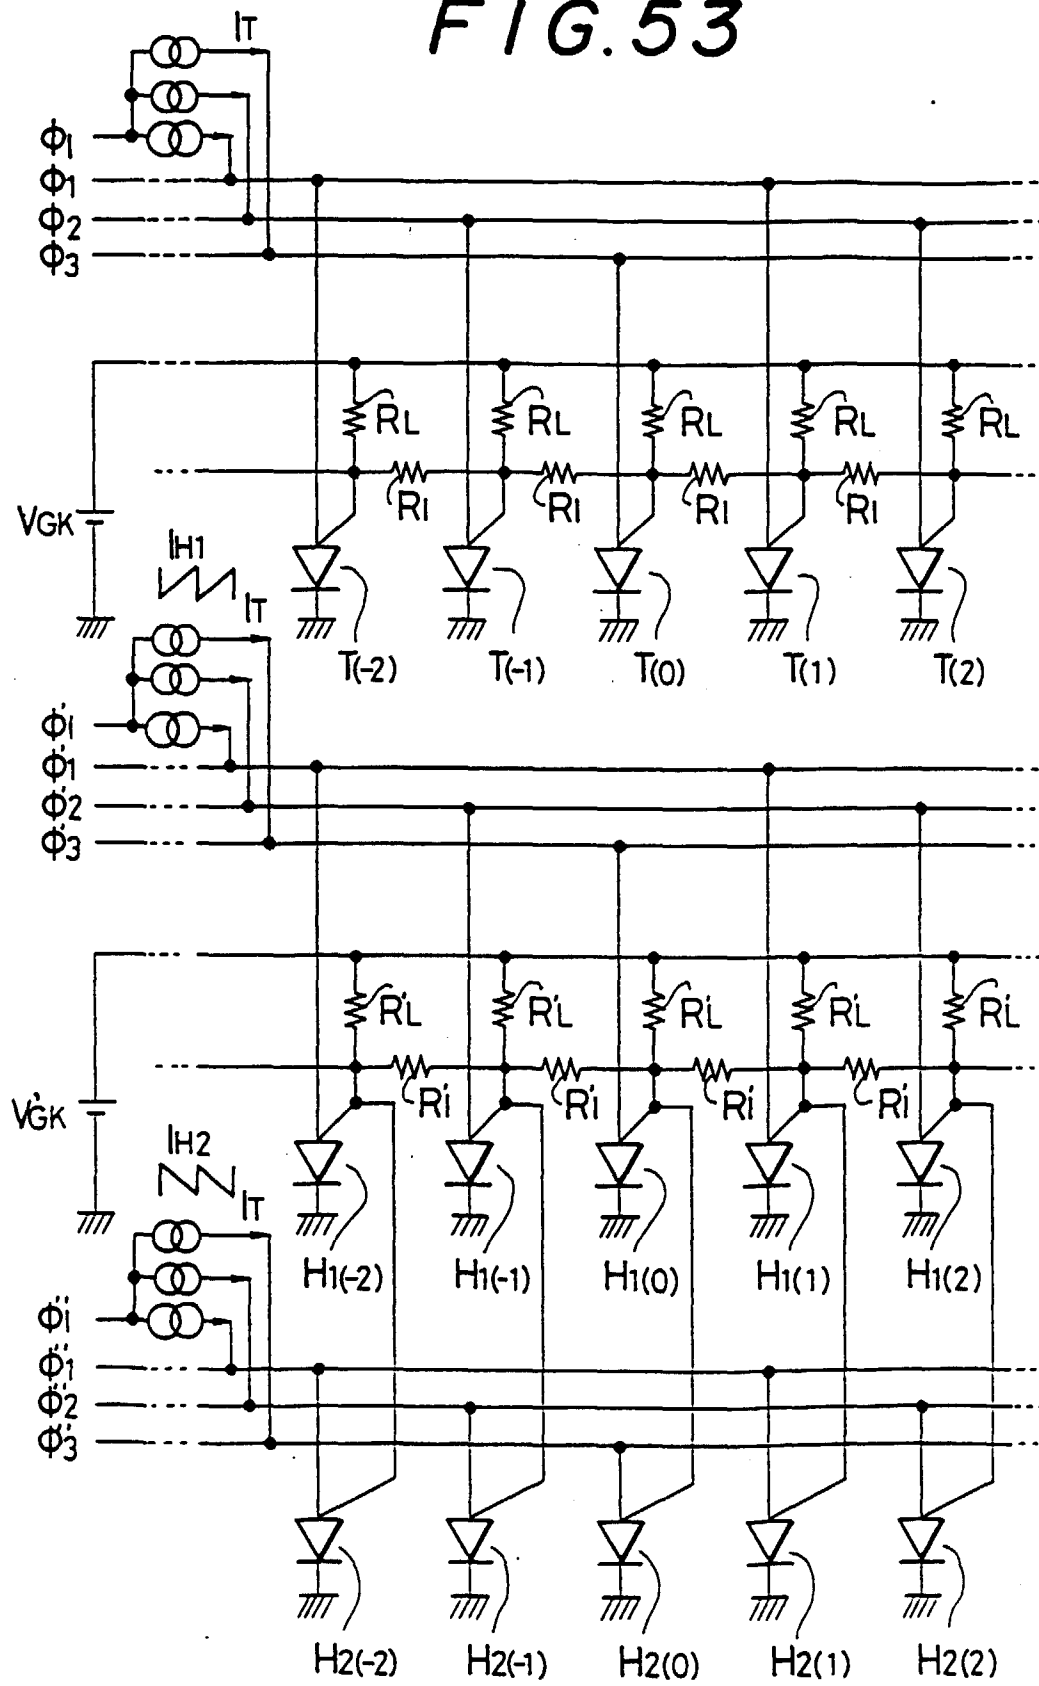 FIG.53
IT
ΦI
Φ1
Φ2
Φ3
RL RL RL RL RL
RI RI RI RI
VGK
IH1
IT
T(-2) T(-1) T(0) T(1) T(2)
Φ'I
Φ'1
Φ'2
Φ'3
R'L R'L R'L R'L R'L
R'I R'I R'I R'I
V'GK
IH2
IT
H1(-2) H1(-1) H1(0) H1(1) H1(2)
Φ''I
Φ''1
Φ''2
Φ''3
H2(-2) H2(-1) H2(0) H2(1) H2(2)